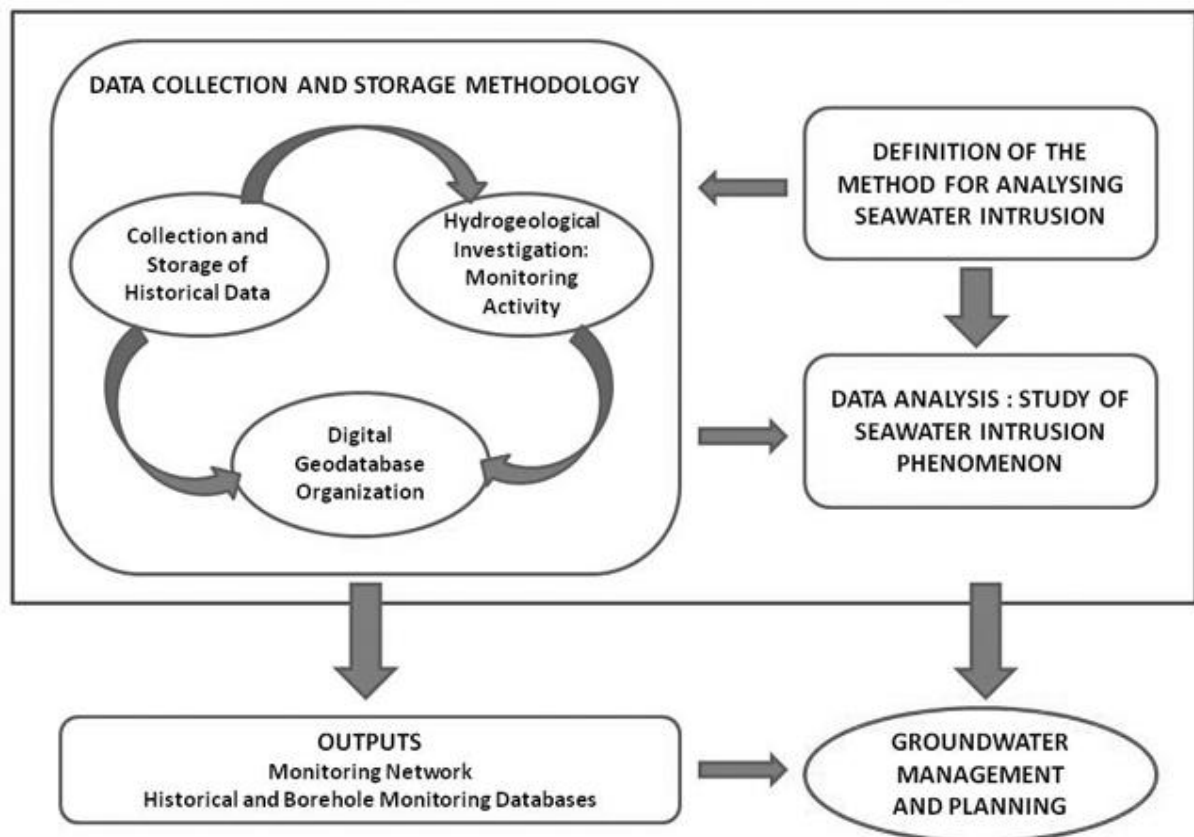 DATA COLLECTION AND STORAGE METHODOLOGY
Collection and
Storage of
Historical Data
Hydrogeological
Investigation:
Monitoring
Activity
Digital
Geodatabase
Organization
DEFINITION OF THE
METHOD FOR ANALYSING
SEAWATER INTRUSION
DATA ANALYSIS : STUDY OF
SEAWATER INTRUSION
PHENOMENON
OUTPUTS
Monitoring Network
Historical and Borehole Monitoring Databases
GROUNDWATER
MANAGEMENT
AND PLANNING